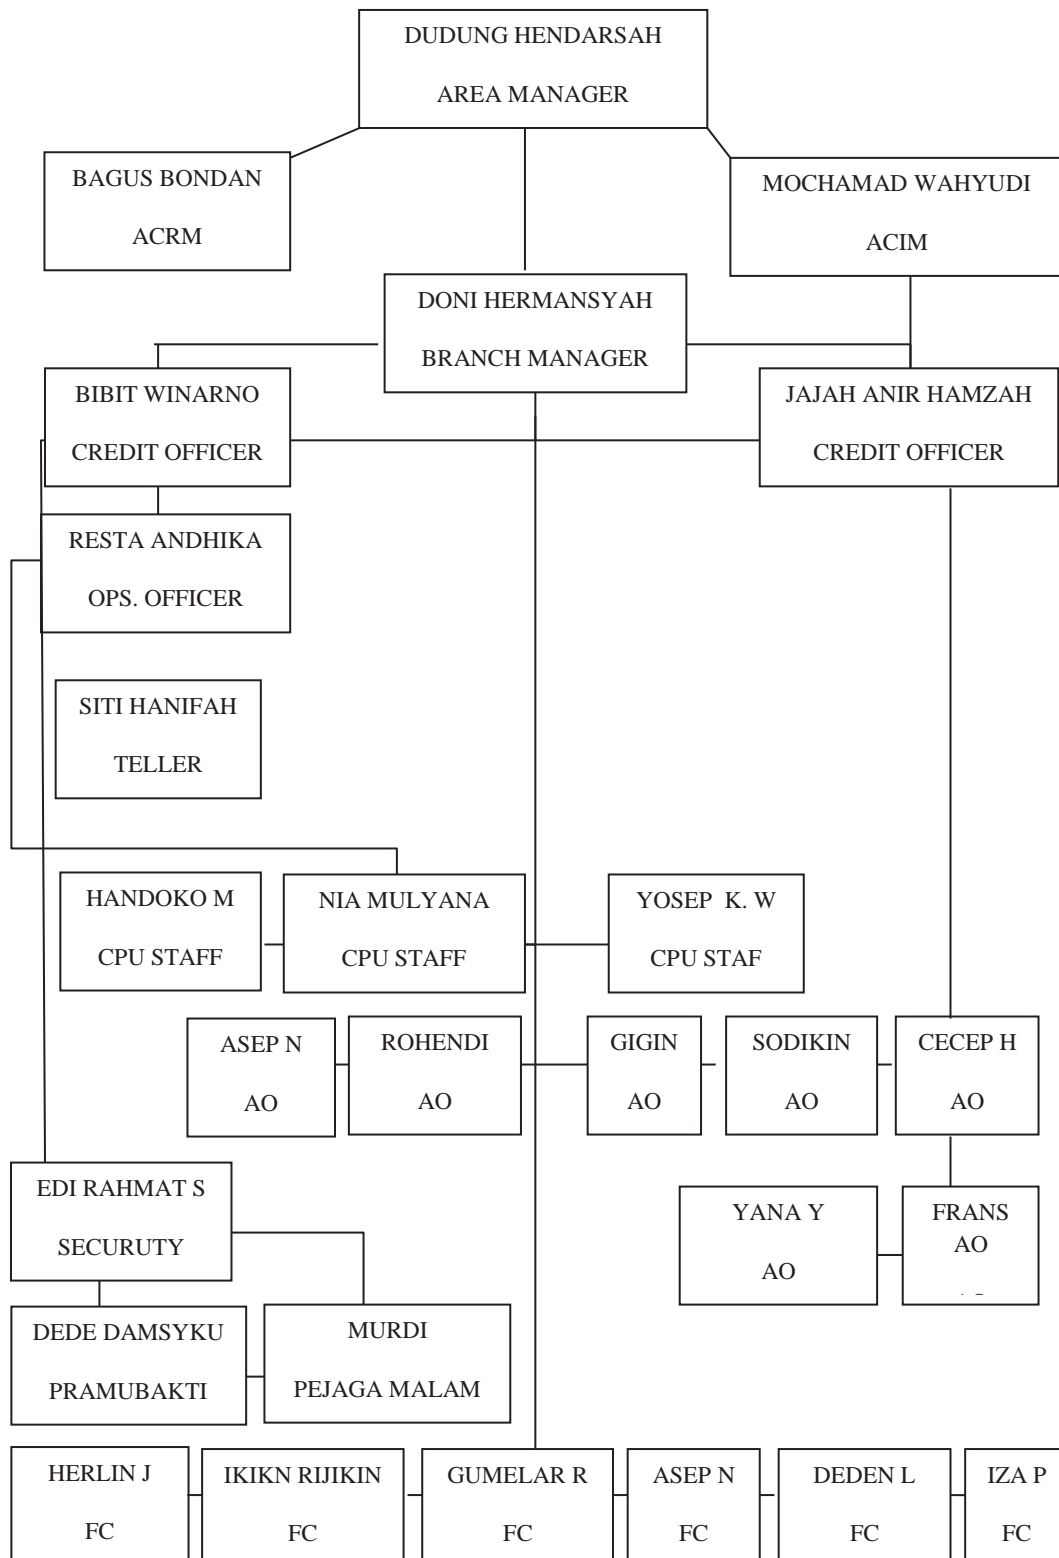 DUDUNG HENDARSAH
AREA MANAGER
BAGUS BONDAN
ACRM
MOCHAMAD WAHYUDI
ACIM
DONI HERMANSYAH
BRANCH MANAGER
BIBIT WINARNO
CREDIT OFFICER
JAJAH ANIR HAMZAH
CREDIT OFFICER
RESTA ANDHIKA
OPS. OFFICER
SITI HANIFAH
TELLER
HANDOKO M
CPU STAFF
NIA MULYANA
CPU STAFF
YOSEP K. W
CPU STAF
ASEP N
AO
ROHENDI
AO
GIGIN
AO
SODIKIN
AO
CECEP H
AO
EDI RAHMAT S
SECURUTY
YANA Y
AO
FRANS
AO
DEDE DAMSYKU
PRAMUBAKTI
MURDI
PEJAGA MALAM
HERLIN J
FC
IKIKN RIJIKIN
FC
GUMELAR R
FC
ASEP N
FC
DEDEN L
FC
IZA P
FC